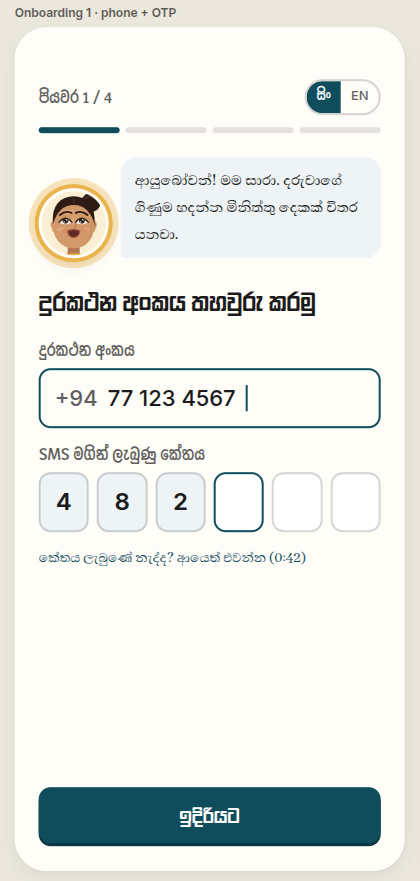 Onboarding 1 · phone + OTP
පියවර 1 / 4
සිං EN
ආයුබෝවන්! මම සාරා. දරුවාගේ
ගිණුම හදන්න මිනිත්තු දෙකක් විතර
යනවා.
දුරකථන අංකය තහවුරු කරමු
දුරකථන අංකය
+94 77 123 4567
SMS මගින් ලැබුණු කේතය
4 8 2
කේතය ලැබුණේ නැද්ද? ආයෙත් එවන්න (0:42)
ඉදිරියට